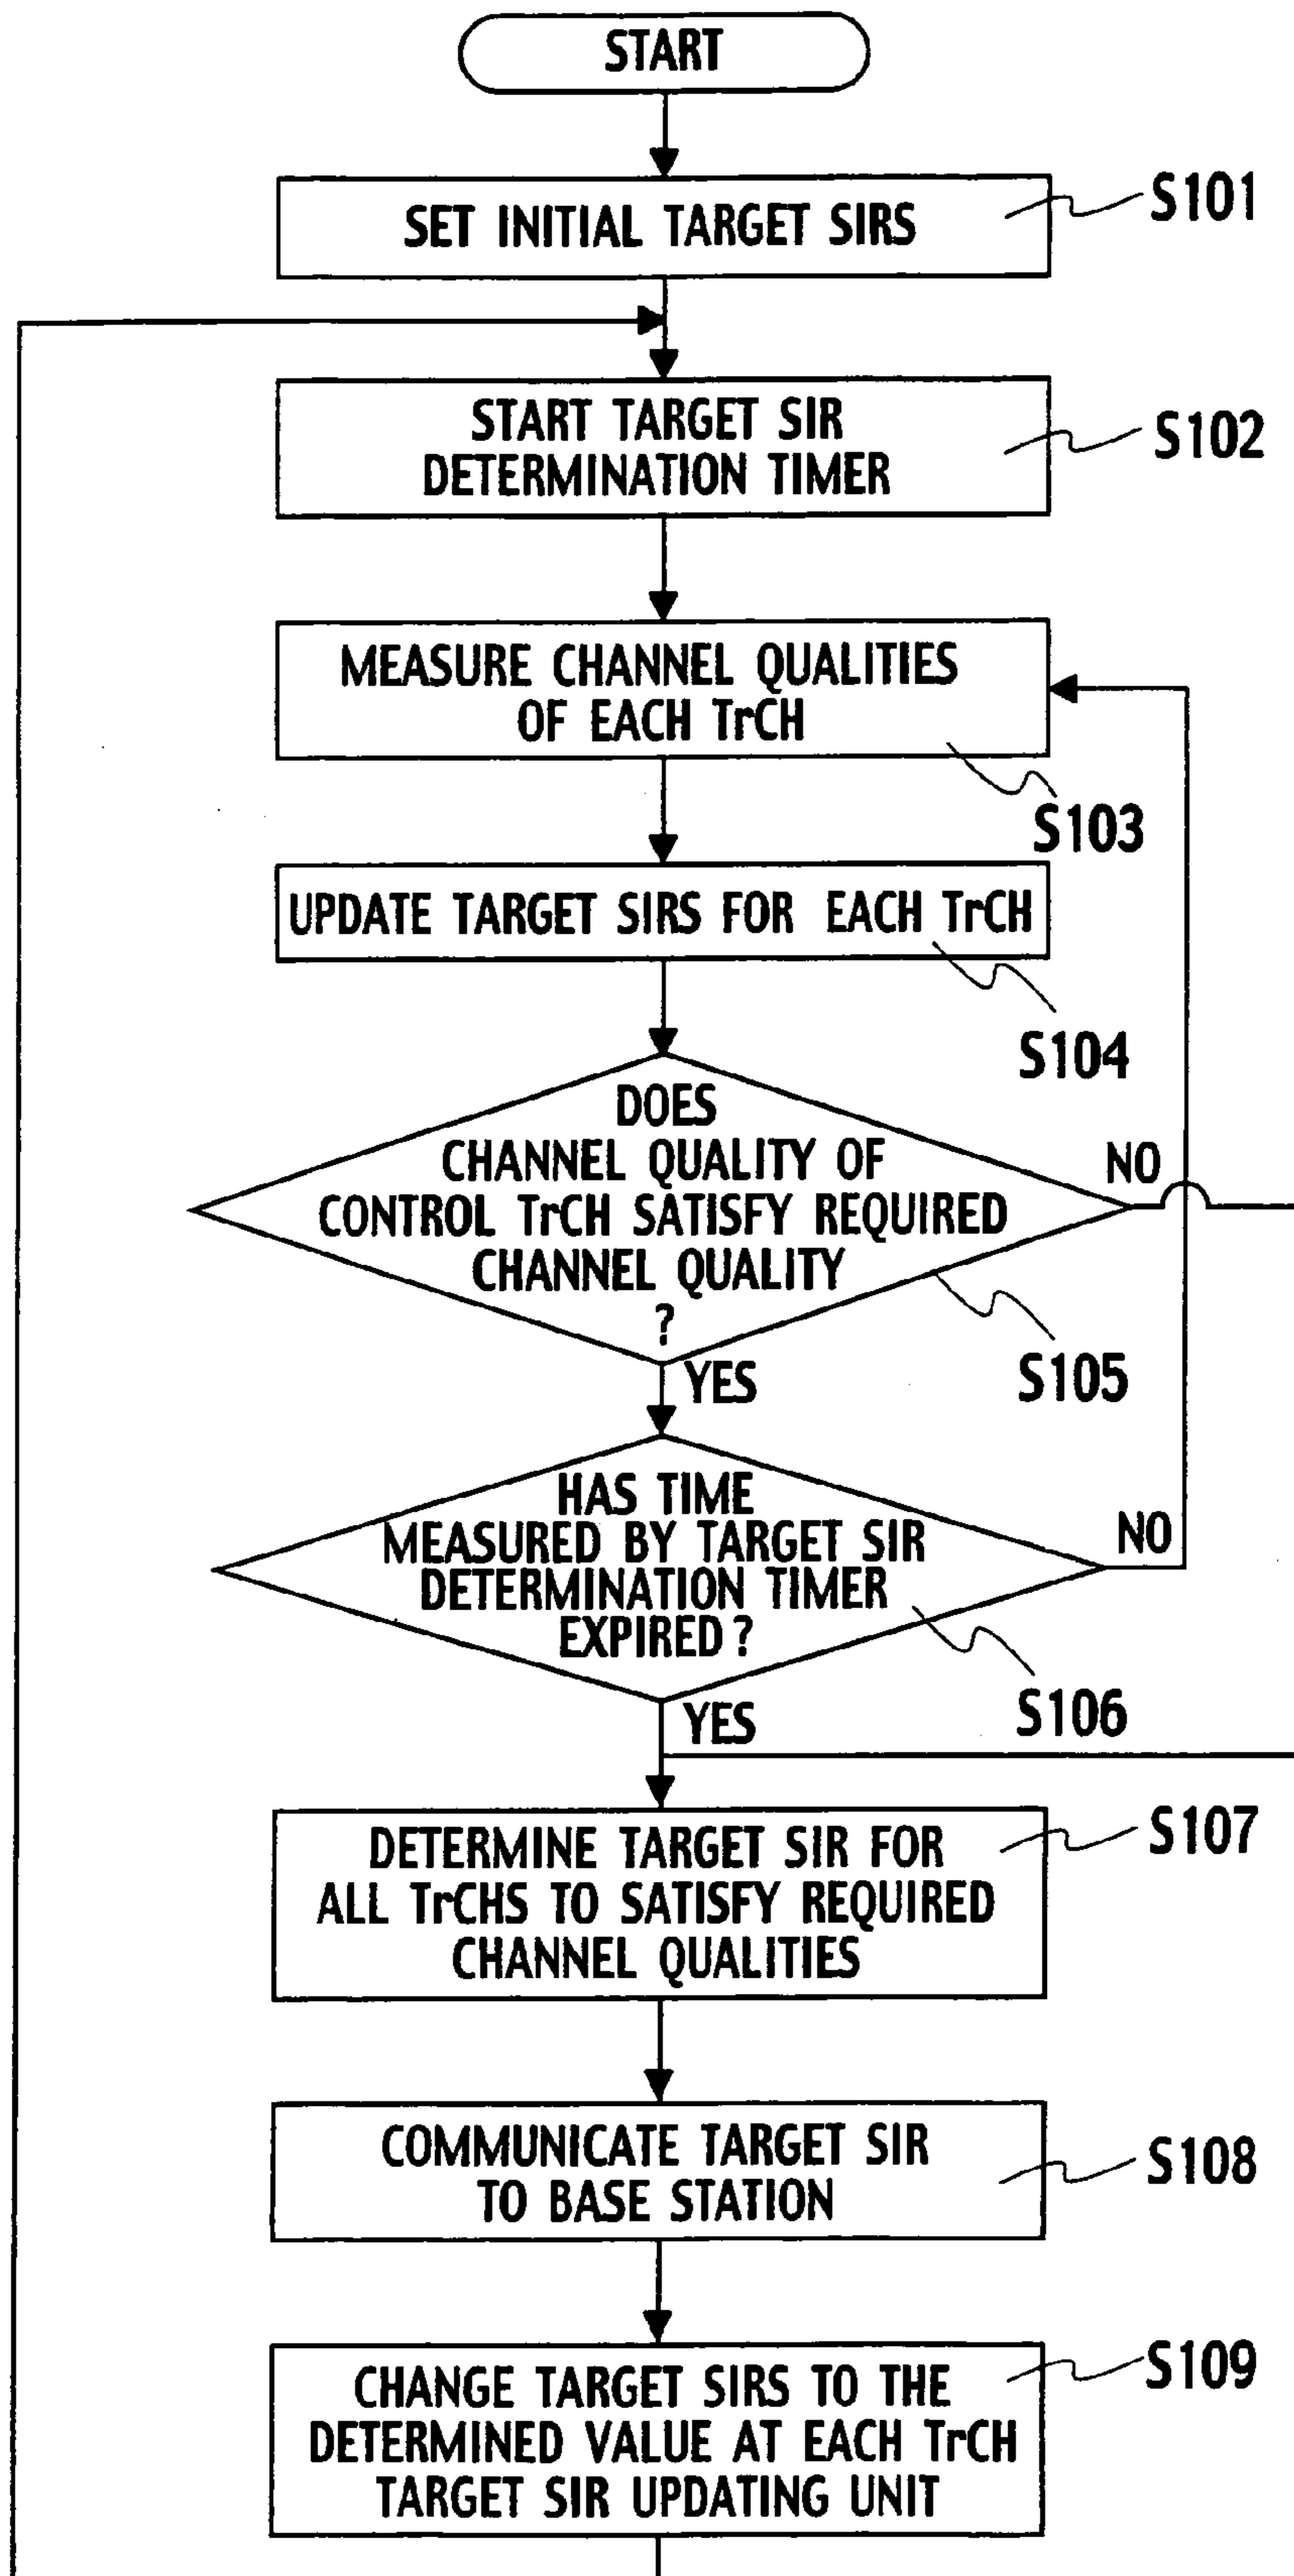 START
SET INITIAL TARGET SIRS
S101
START TARGET SIR
DETERMINATION TIMER
S102
MEASURE CHANNEL QUALITIES
OF EACH TrCH
S103
UPDATE TARGET SIRS FOR EACH TrCH
S104
DOES
CHANNEL QUALITY OF
CONTROL TrCH SATISFY REQUIRED
CHANNEL QUALITY
?
NO
S105
YES
HAS TIME
MEASURED BY TARGET SIR
DETERMINATION TIMER
EXPIRED?
NO
S106
YES
DETERMINE TARGET SIR FOR
ALL TrCHS TO SATISFY REQUIRED
CHANNEL QUALITIES
S107
COMMUNICATE TARGET SIR
TO BASE STATION
S108
CHANGE TARGET SIRS TO THE
DETERMINED VALUE AT EACH TrCH
TARGET SIR UPDATING UNIT
S109